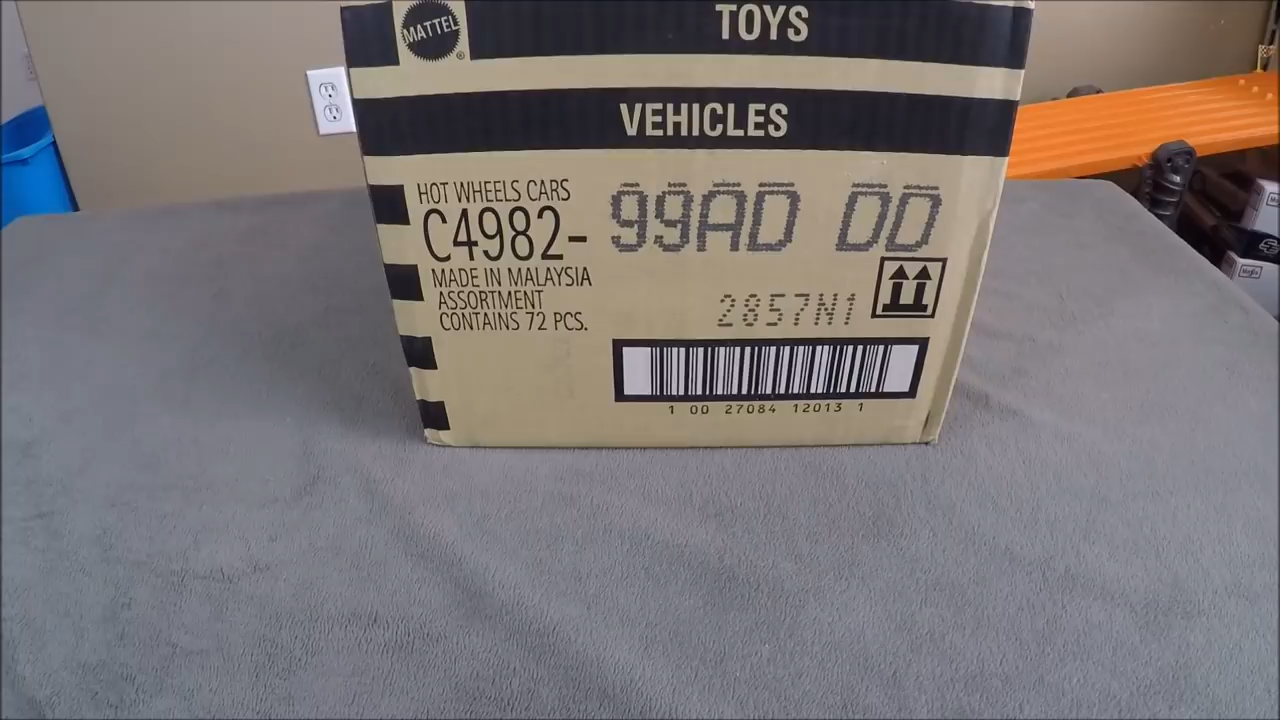 MATTEL
®
TOYS
VEHICLES
HOT WHEELS CARS
C4982- 99AD DD
MADE IN MALAYSIA
ASSORTMENT
CONTAINS 72 PCS.
2857N1
1 00 27084 12013 1
Maisto